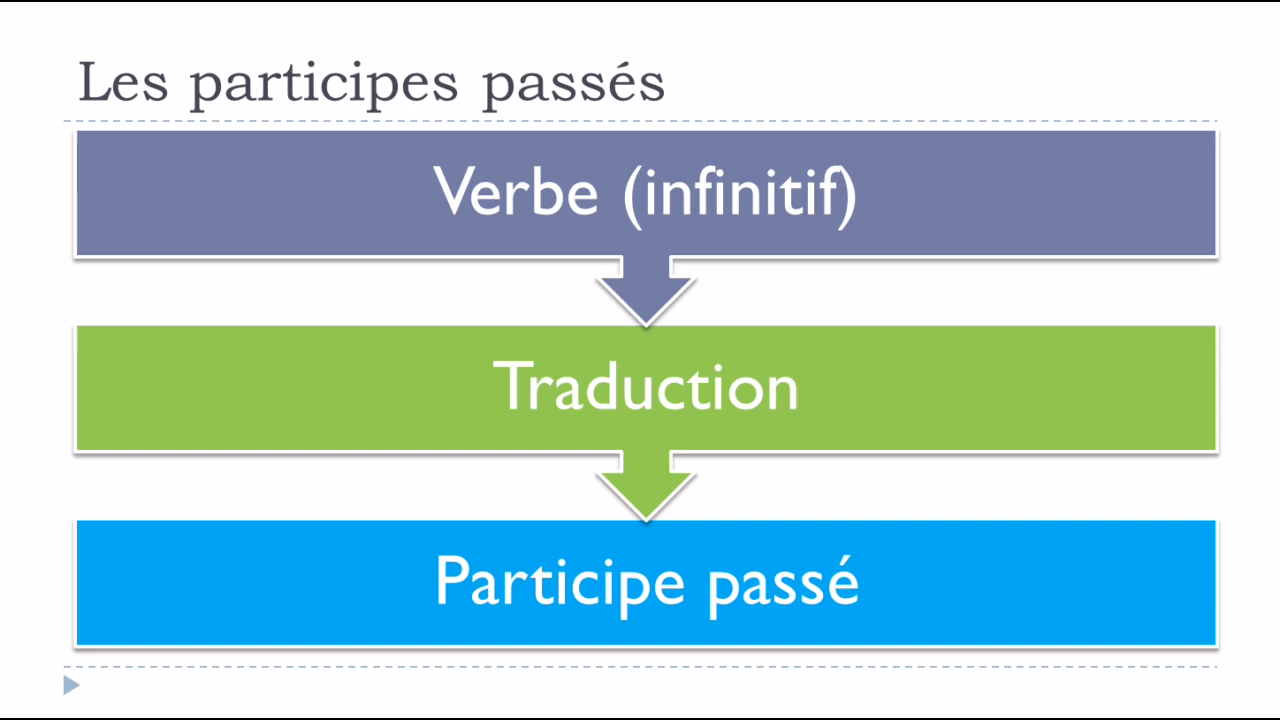 Les participes passés
Verbe (infinitif)
Traduction
Participe passé